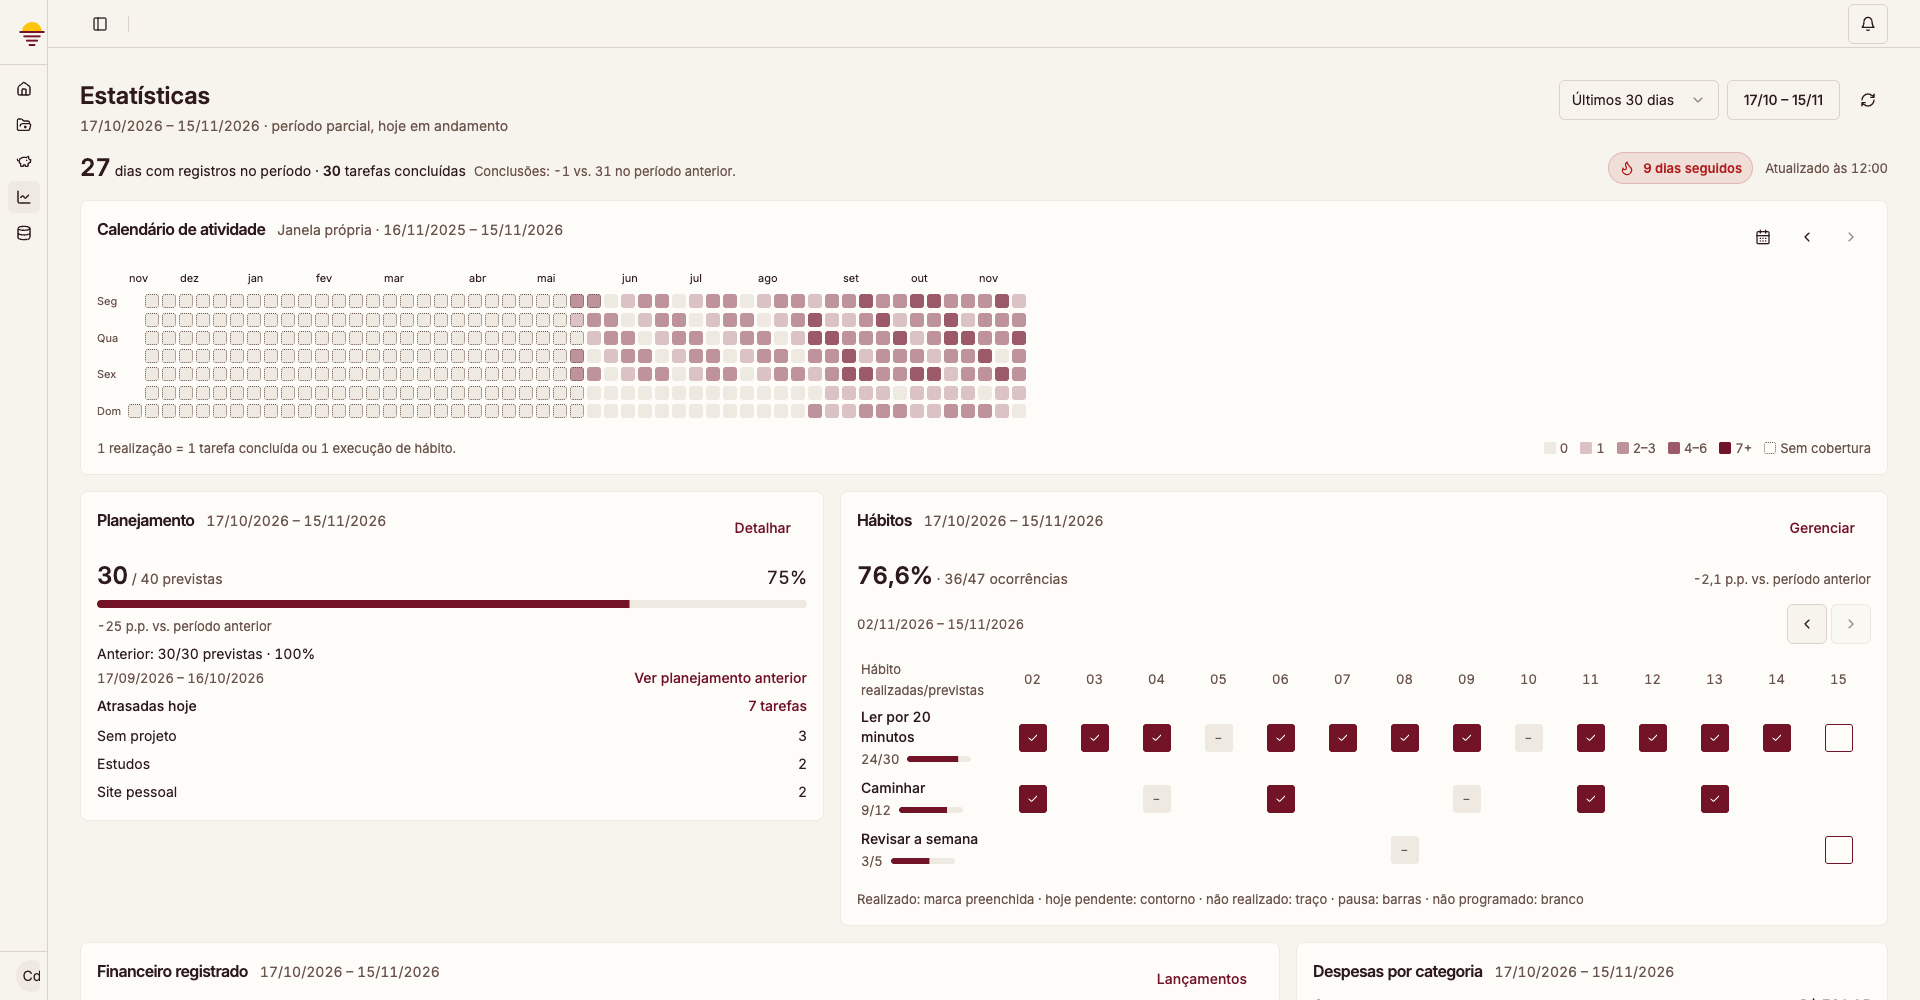 Estatísticas
17/10/2026 – 15/11/2026 · período parcial, hoje em andamento
Últimos 30 dias
17/10 – 15/11
27 dias com registros no período · 30 tarefas concluídas Conclusões: -1 vs. 31 no período anterior.
9 dias seguidos
Atualizado às 12:00
Calendário de atividade Janela própria · 16/11/2025 – 15/11/2026
nov dez jan fev mar abr mai jun jul ago set out nov
Seg
Qua
Sex
Dom
1 realização = 1 tarefa concluída ou 1 execução de hábito.
0 1 2–3 4–6 7+ Sem cobertura
Planejamento 17/10/2026 – 15/11/2026
Detalhar
30 / 40 previstas
75%
-25 p.p. vs. período anterior
Anterior: 30/30 previstas · 100%
17/09/2026 – 16/10/2026
Ver planejamento anterior
Atrasadas hoje
7 tarefas
Sem projeto 3
Estudos 2
Site pessoal 2
Hábitos 17/10/2026 – 15/11/2026
Gerenciar
76,6% · 36/47 ocorrências
-2,1 p.p. vs. período anterior
02/11/2026 – 15/11/2026
Hábito
realizadas/previstas
02 03 04 05 06 07 08 09 10 11 12 13 14 15
Ler por 20
minutos
24/30
Caminhar
9/12
Revisar a semana
3/5
Realizado: marca preenchida · hoje pendente: contorno · não realizado: traço · pausa: barras · não programado: branco
Financeiro registrado 17/10/2026 – 15/11/2026
Lançamentos
Despesas por categoria 17/10/2026 – 15/11/2026
Cd